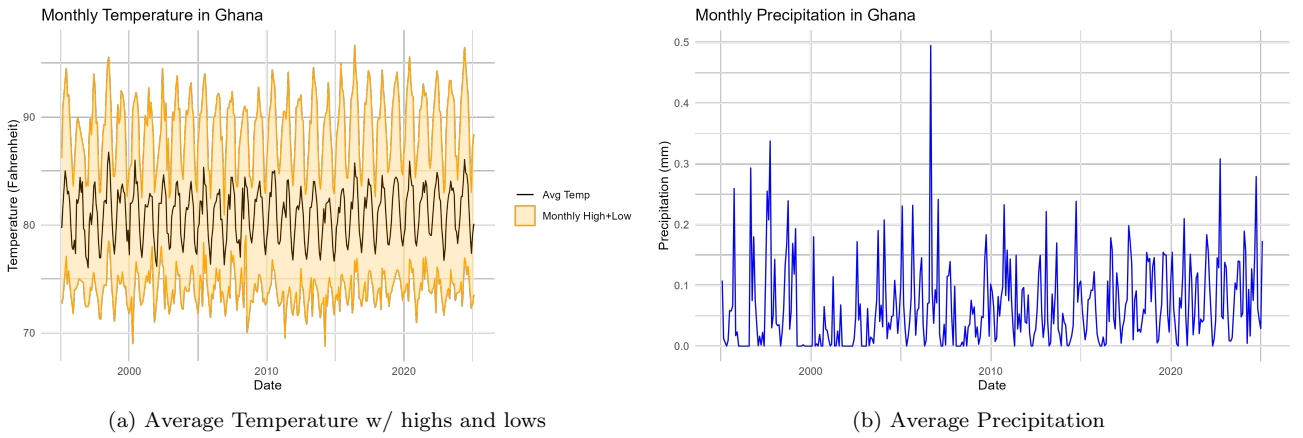 Monthly Temperature in Ghana
Temperature (Fahrenheit)
90
80
70
2000
2010
2020
Date
Avg Temp
Monthly High+Low
(a) Average Temperature w/ highs and lows
Monthly Precipitation in Ghana
Precipitation (mm)
0.5
0.4
0.3
0.2
0.1
0.0
2000
2010
2020
Date
(b) Average Precipitation